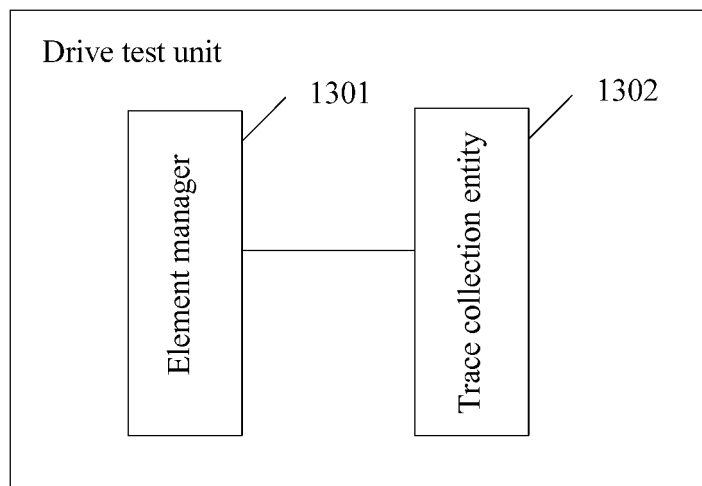 Drive test unit
1301
1302
Element manager
Trace collection entity